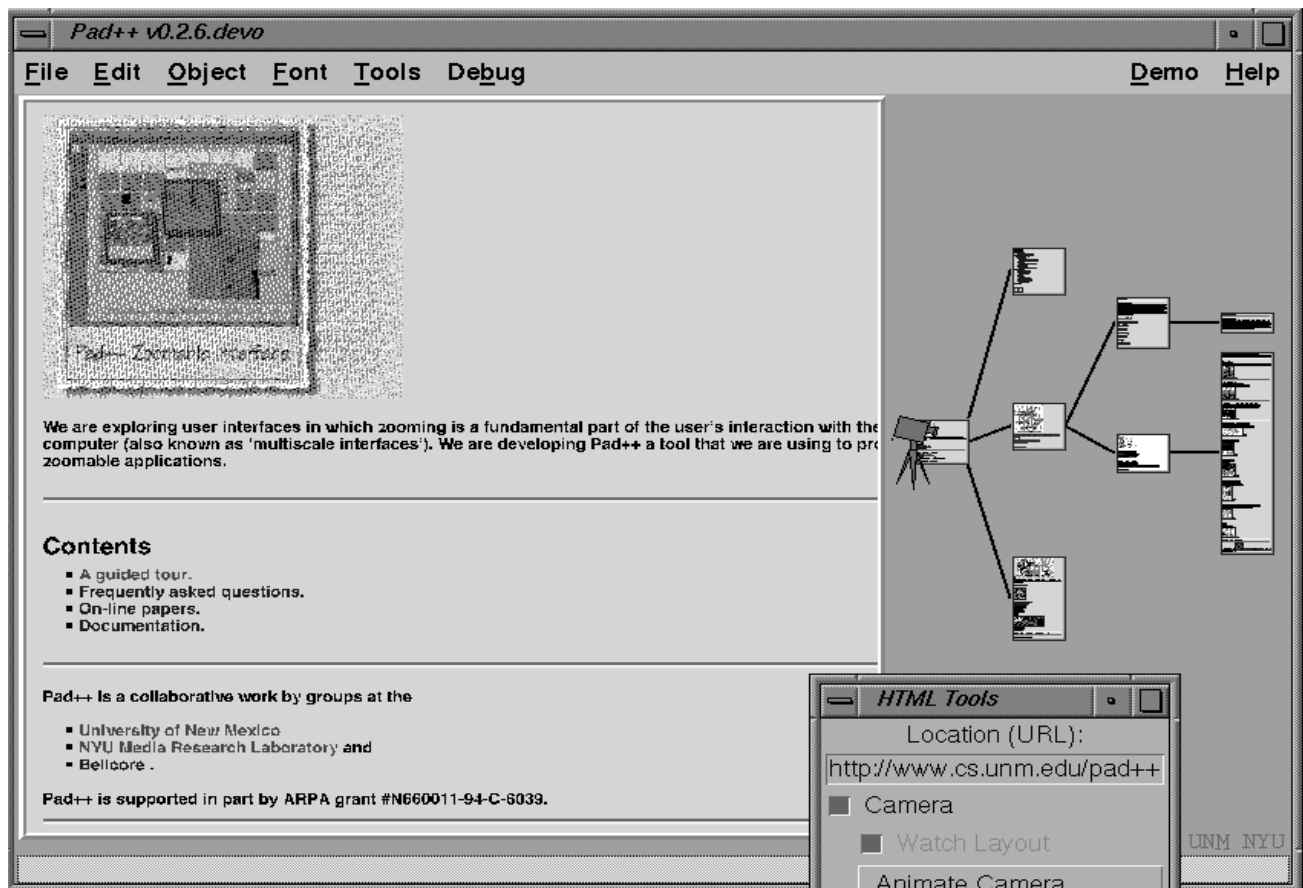 Pad++ v0.2.6.devo
File Edit Object Font Tools Debug Demo Help
Pad++ Zoomable Interface
We are exploring user interfaces in which zooming is a fundamental part of the user's interaction with the
computer (also known as 'multiscale interfaces'). We are developing Pad++ a tool that we are using to pro
zoomable applications.
Contents
A guided tour.
Frequently asked questions.
On-line papers.
Documentation.
Pad++ is a collaborative work by groups at the
University of New Mexico
NYU Media Research Laboratory and
Bellcore .
Pad++ is supported in part by ARPA grant #N660011-94-C-6039.
HTML Tools
Location (URL):
http://www.cs.unm.edu/pad++
Camera
Watch Layout
Animate Camera
UNM NYU